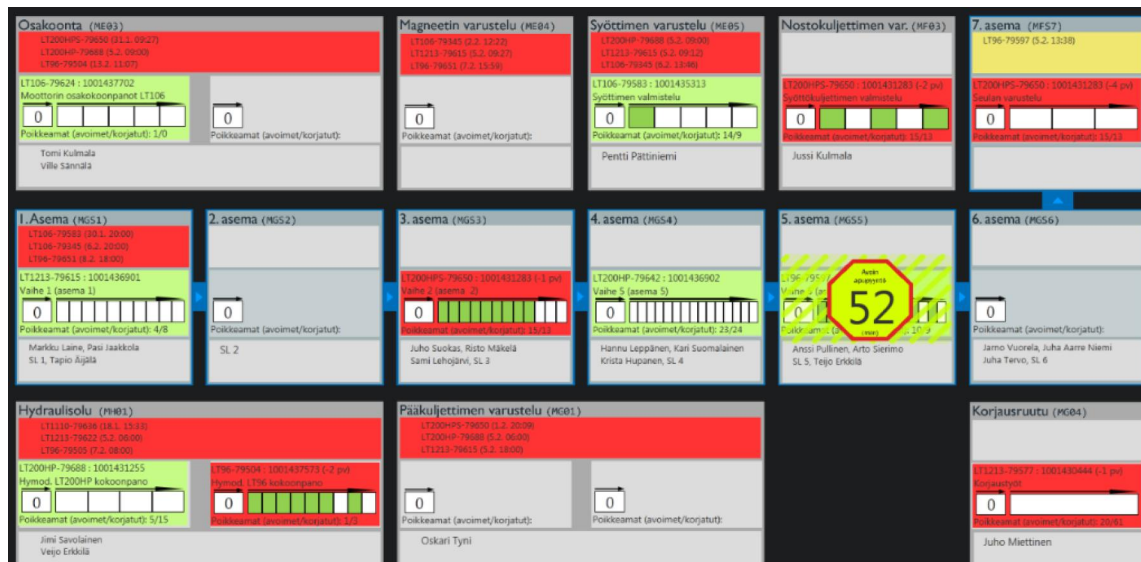 Osakoonta (ME03)
LT200HPS-79650 (31.1. 09:27)
LT200HP-79688 (5.2. 09:00)
LT96-79504 (13.2. 11:07)
LT106-79624 : 1001437702
Moottorin osakokoonpanot LT106
0
Poikkeamat (avoimet/korjatut): 1/0
0
Poikkeamat (avoimet/korjatut):
Tomi Kulmala
Ville Sännälä
Magneetin varustelu (ME04)
LT106-79345 (2.2. 12:22)
LT1213-79615 (5.2. 09:27)
LT96-79651 (7.2. 15:59)
0
Poikkeamat (avoimet/korjatut):
Syöttimen varustelu (ME05)
LT200HP-79688 (5.2. 09:00)
LT1213-79615 (5.2. 09:12)
LT106-79345 (6.2. 13:46)
LT106-79583 : 1001435313
Syöttimen valmistelu
0
Poikkeamat (avoimet/korjatut): 14/9
Pentti Pättiniemi
Nostokuljettimen var. (MF03)
LT200HPS-79650 : 1001431283 (-2 pv)
Syöttökuljettimen valmistelu
0
Poikkeamat (avoimet/korjatut): 15/13
Jussi Kulmala
7. asema (MFS7)
LT96-79597 (5.2. 13:38)
LT200HPS-79650 : 1001431283 (-4 pv)
Seulan varustelu
0
Poikkeamat (avoimet/korjatut): 15/13
1.Asema (MGS1)
LT106-79583 (30.1. 20:00)
LT106-79345 (6.2. 20:00)
LT96-79651 (8.2. 18:00)
LT1213-79615 : 1001436901
Vaihe 1 (asema 1)
0
Poikkeamat (avoimet/korjatut): 4/8
Markku Laine, Pasi Jaakkola
SL 1, Tapio Äijälä
2. asema (MGS2)
0
Poikkeamat (avoimet/korjatut):
SL 2
3. asema (MGS3)
LT200HPS-79650 : 1001431283 (-1 pv)
Vaihe 2 (asema 2)
0
Poikkeamat (avoimet/korjatut): 15/13
Juho Suokas, Risto Mäkelä
Sami Lehojärvi, SL 3
4. asema (MGS4)
LT200HP-79642 : 1001436902
Vaihe 5 (asema 5)
0
Poikkeamat (avoimet/korjatut): 23/24
Hannu Leppänen, Kari Suomalainen
Krista Hupanen, SL 4
5. asema (MGS5)
LT96-79597
0
Avoin
apupyyntö
52
(min)
10/9
Anssi Pullinen, Arto Sierimo
SL 5, Teijo Erkkilä
6. asema (MGS6)
0
Poikkeamat (avoimet/korjatut):
Jarno Vuorela, Juha Aarre Niemi
Juha Tervo, SL 6
Hydraulisolu (MH01)
LT1110-79636 (18.1. 15:33)
LT1213-79622 (5.2. 06:00)
LT96-79505 (7.2. 08:00)
LT200HP-79688 : 1001431255
Hymod. LT200HP kokoonpano
0
Poikkeamat (avoimet/korjatut): 5/15
LT96-79504 : 1001437573 (-2 pv)
Hymod. LT96 kokoonpano
0
Poikkeamat (avoimet/korjatut): 1/3
Jimi Savolainen
Veijo Erkkilä
Pääkuljettimen varustelu (MG01)
LT200HPS-79650 (1.2. 20:09)
LT200HP-79688 (5.2. 06:00)
LT1213-79615 (5.2. 18:00)
0
Poikkeamat (avoimet/korjatut):
0
Poikkeamat (avoimet/korjatut):
Oskari Tyni
Korjausruutu (MG04)
LT1213-79577 : 1001430444 (-1 pv)
Korjaustyöt
0
Poikkeamat (avoimet/korjatut): 20/61
Juho Miettinen